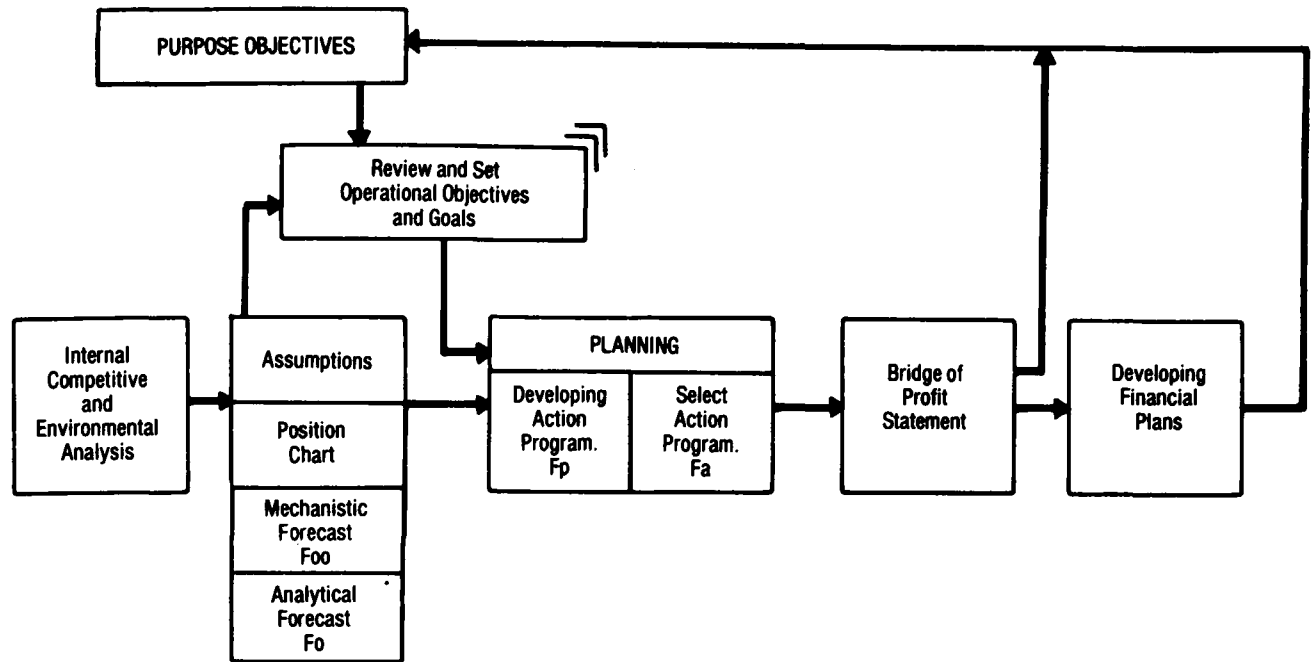 PURPOSE OBJECTIVES
Review and Set
Operational Objectives
and Goals
Internal
Competitive
and
Environmental
Analysis
Assumptions
Position
Chart
Mechanistic
Forecast
Foo
Analytical
Forecast
Fo
PLANNING
Developing
Action
Program.
Fp
Select
Action
Program.
Fa
Bridge of
Profit
Statement
Developing
Financial
Plans